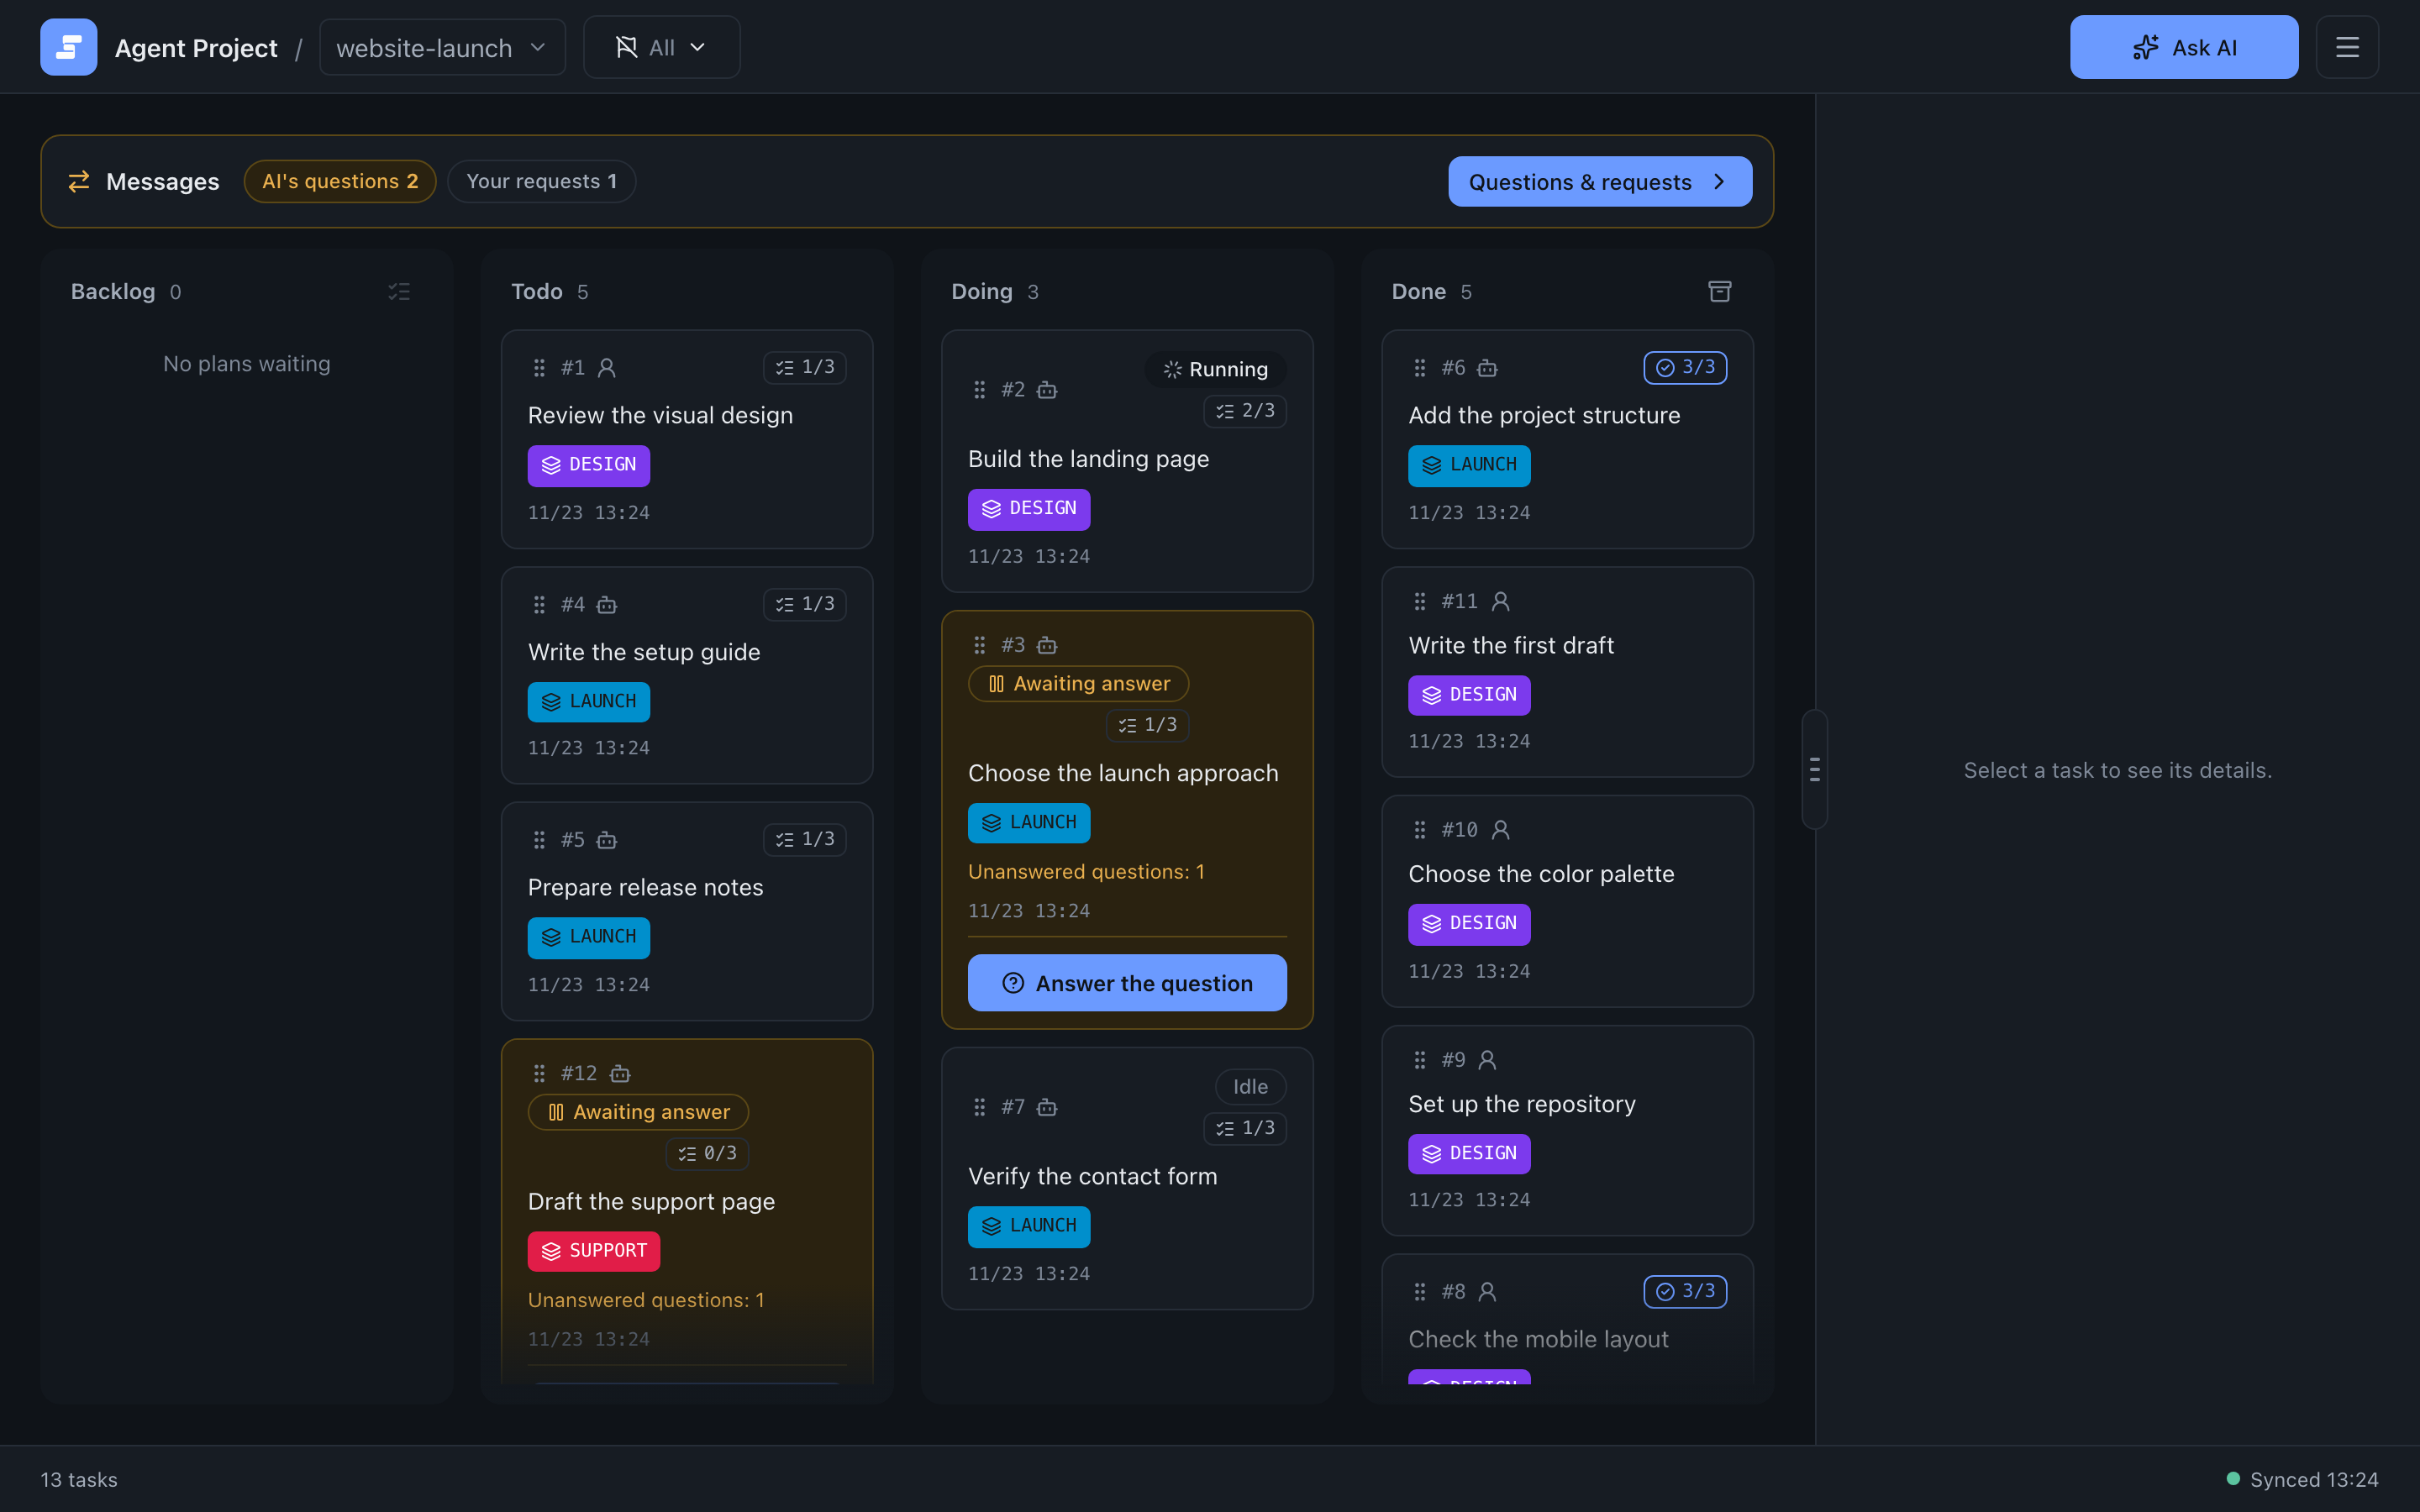 Agent Project / website-launch All Ask AI
Messages AI's questions 2 Your requests 1 Questions & requests
Backlog 0
No plans waiting
Todo 5
#1 1/3
Review the visual design
DESIGN
11/23 13:24
#4 1/3
Write the setup guide
LAUNCH
11/23 13:24
#5 1/3
Prepare release notes
LAUNCH
11/23 13:24
#12
Awaiting answer
0/3
Draft the support page
SUPPORT
Unanswered questions: 1
11/23 13:24
Doing 3
Running
#2
2/3
Build the landing page
DESIGN
11/23 13:24
#3
Awaiting answer
1/3
Choose the launch approach
LAUNCH
Unanswered questions: 1
11/23 13:24
Answer the question
Idle
#7
1/3
Verify the contact form
LAUNCH
11/23 13:24
Done 5
#6 3/3
Add the project structure
LAUNCH
11/23 13:24
#11
Write the first draft
DESIGN
11/23 13:24
#10
Choose the color palette
DESIGN
11/23 13:24
#9
Set up the repository
DESIGN
11/23 13:24
#8 3/3
Check the mobile layout
Select a task to see its details.
13 tasks
Synced 13:24